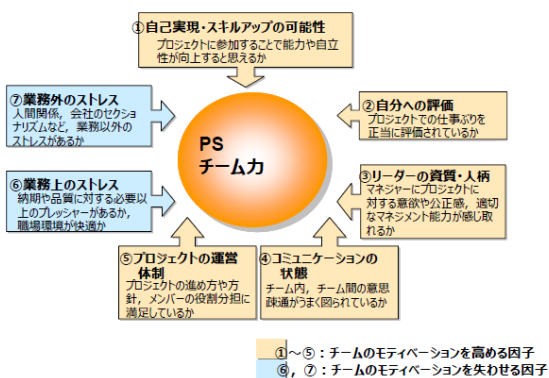 ①自己実現・スキルアップの可能性
プロジェクトに参加することで能力や自立
性が向上すると思えるか
⑦業務外のストレス
人間関係，会社のセクショ
ナリズムなど，業務以外の
ストレスがあるか
②自分への評価
プロジェクトでの仕事ぶりを
正当に評価されているか
PS
チーム力
⑥業務上のストレス
納期や品質に対する必要以
上のプレッシャーがあるか，
職場環境が快適か
③リーダーの資質・人柄
マネジャーにプロジェクトに
対する意欲や公正感，適切
なマネジメント能力が感じ取
れるか
⑤プロジェクトの運営
体制
プロジェクトの進め方や方
針，メンバーの役割分担に
満足しているか
④コミュニケーションの
状態
チーム内，チーム間の意思
疎通がうまく図られているか
①～⑤：チームのモティベーションを高める因子
⑥，⑦：チームのモティベーションを失わせる因子